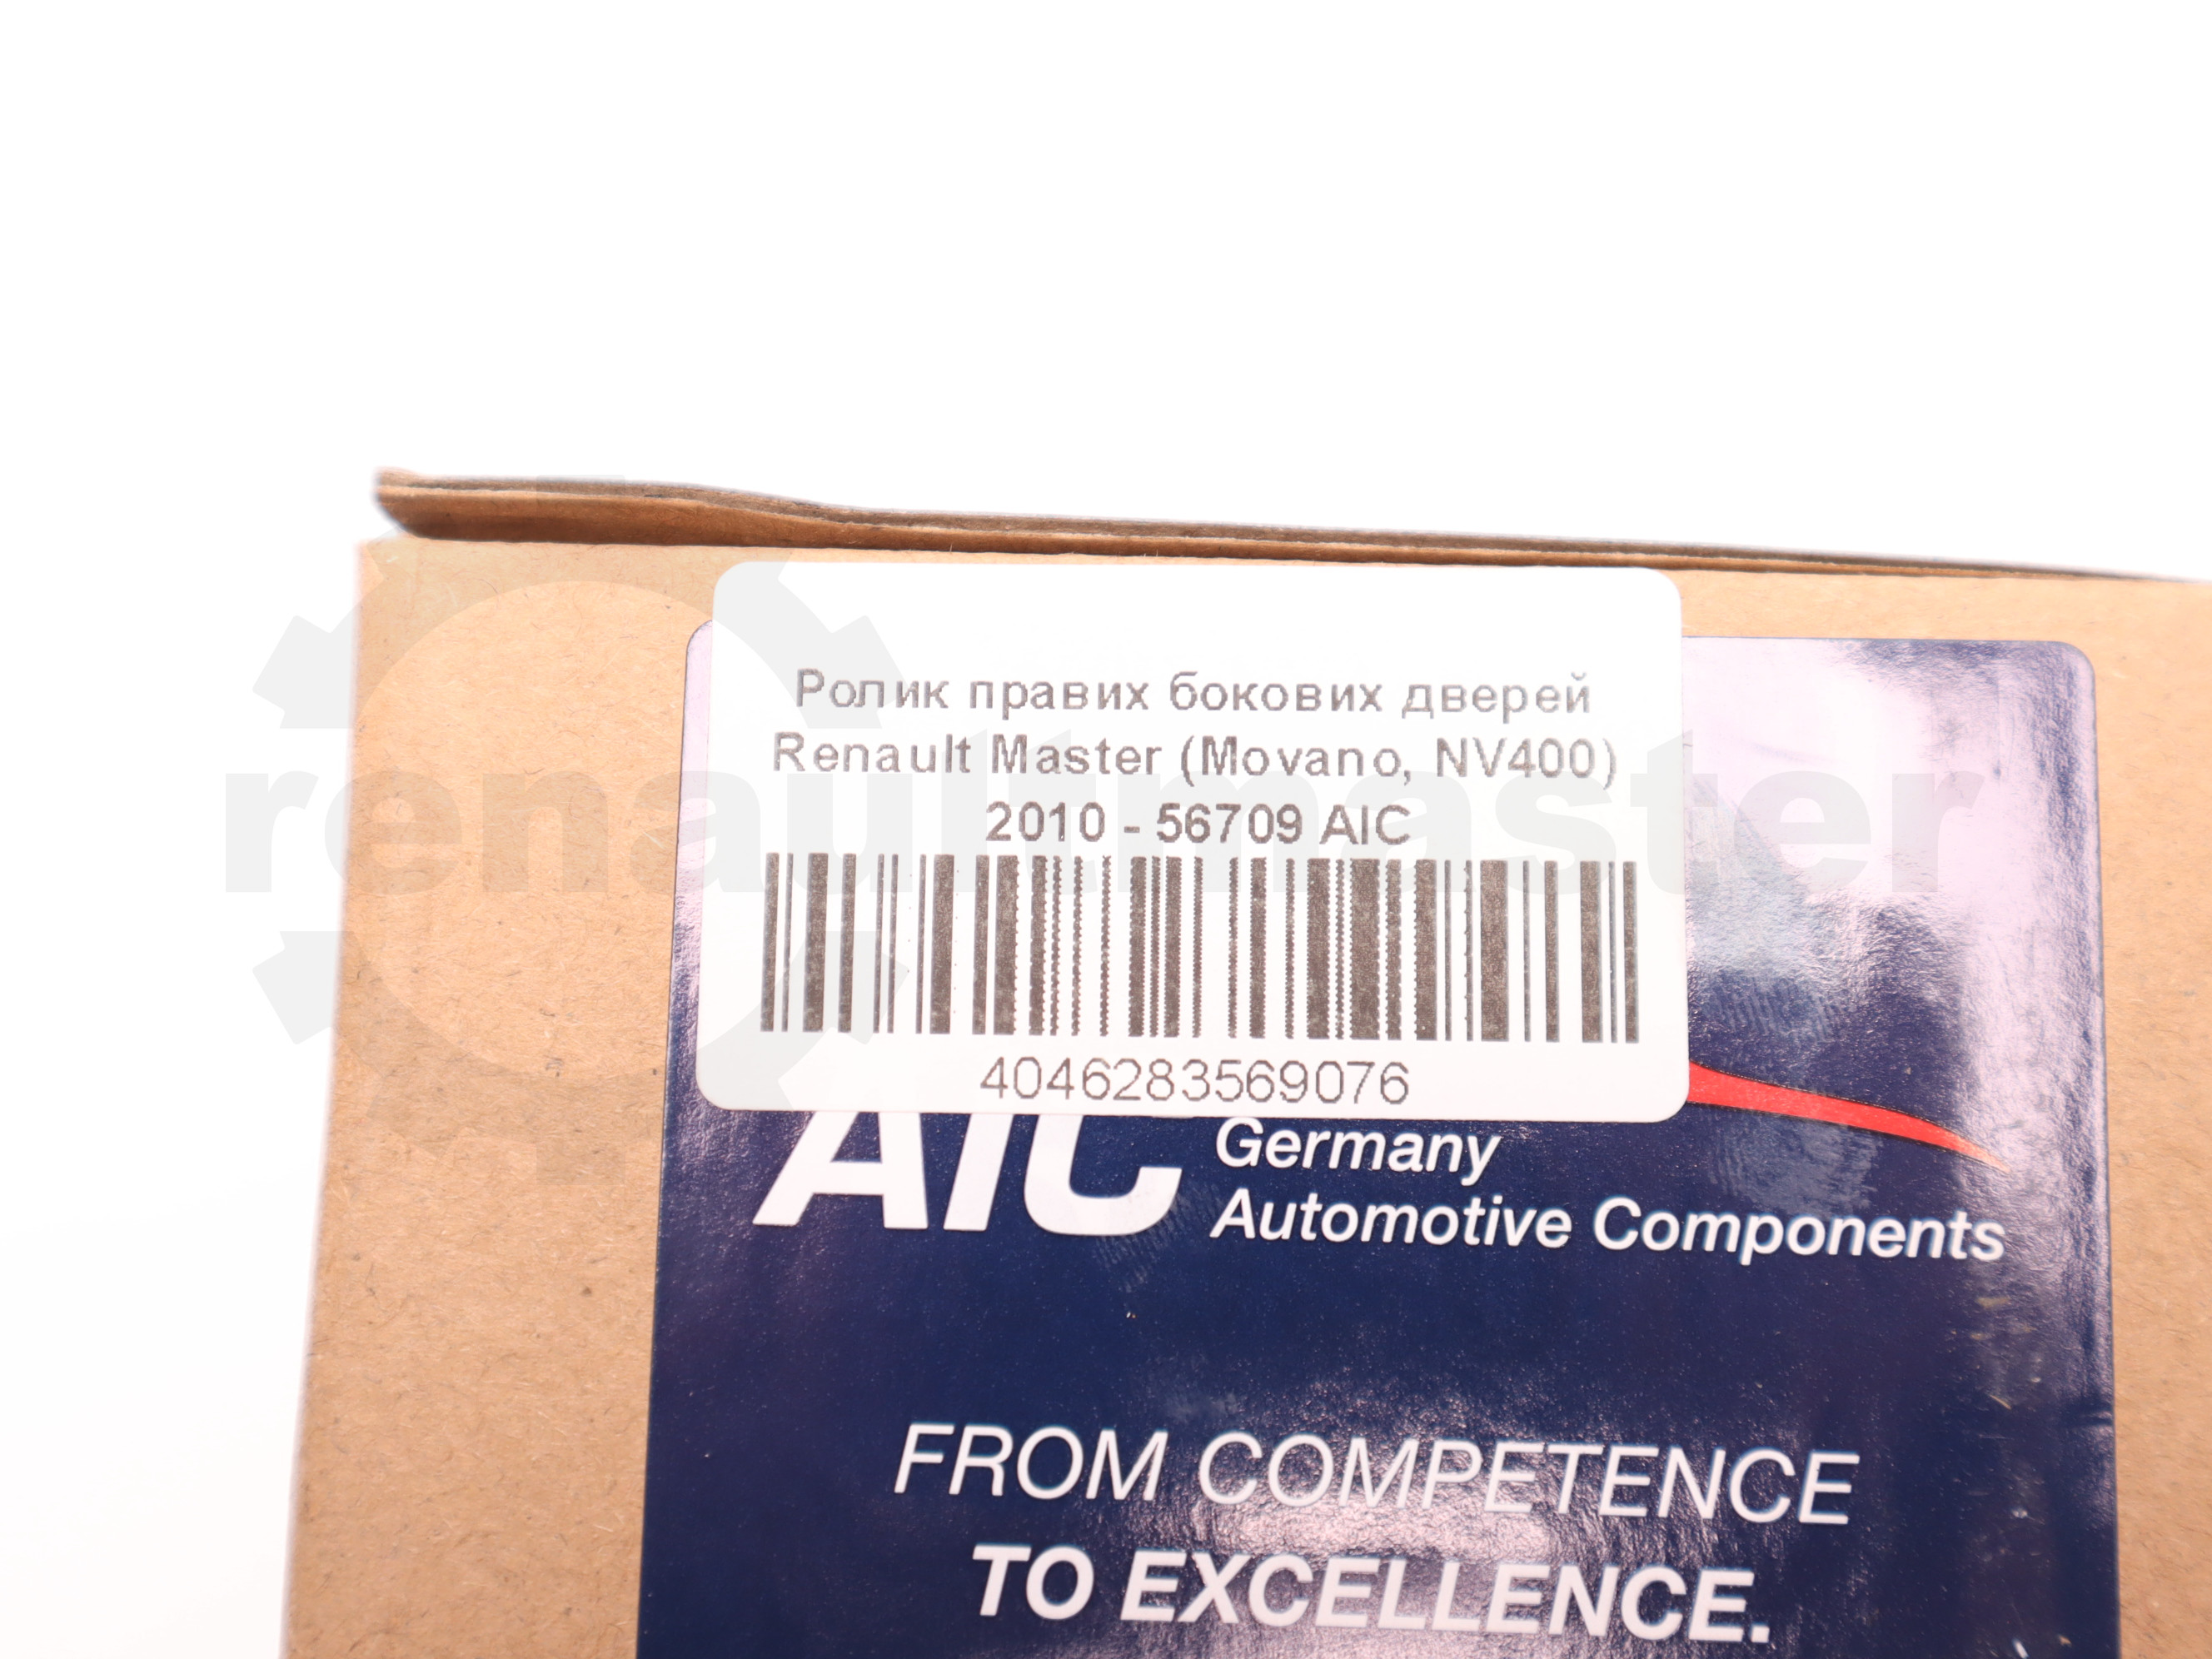 Ролик правих бокових дверей
Renault Master (Movano, NV400)
2010 - 56709 AIC
4046283569076
renaultmaster
AIC
Germany
Automotive Components
FROM COMPETENCE
TO EXCELLENCE.